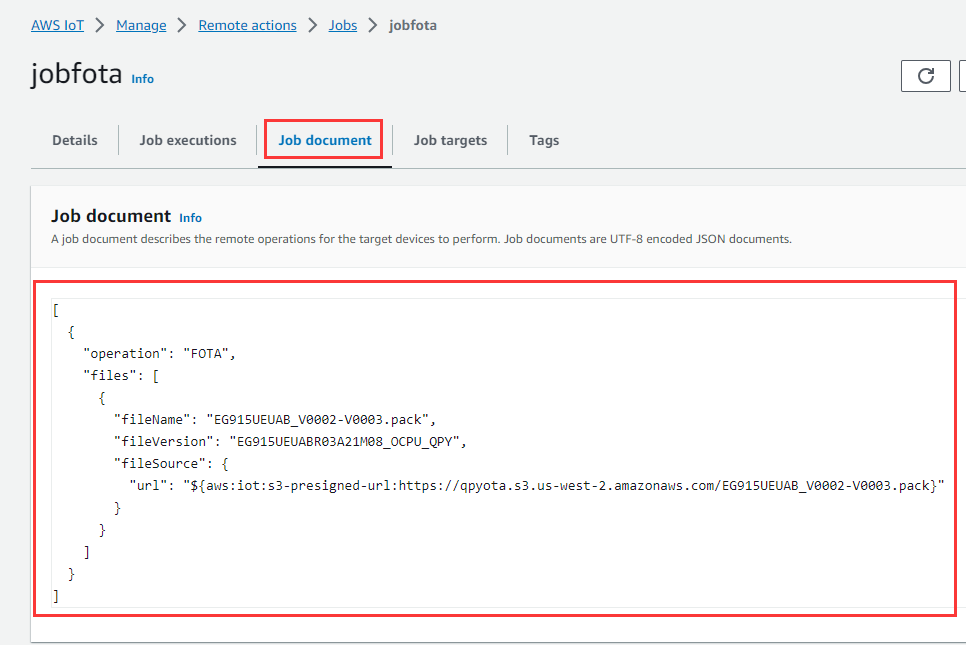 AWS IoT > Manage > Remote actions > Jobs > jobfota
jobfota Info
Details Job executions Job document Job targets Tags
Job document Info
A job document describes the remote operations for the target devices to perform. Job documents are UTF-8 encoded JSON documents.
[
{
"operation": "FOTA",
"files": [
{
"fileName": "EG915UEUAB_V0002-V0003.pack",
"fileVersion": "EG915UEUABR03A21M08_OCPU_QPY",
"fileSource": {
"url": "${aws:iot:s3-presigned-url:https://qpyota.s3.us-west-2.amazonaws.com/EG915UEUAB_V0002-V0003.pack}"
}
}
]
}
]